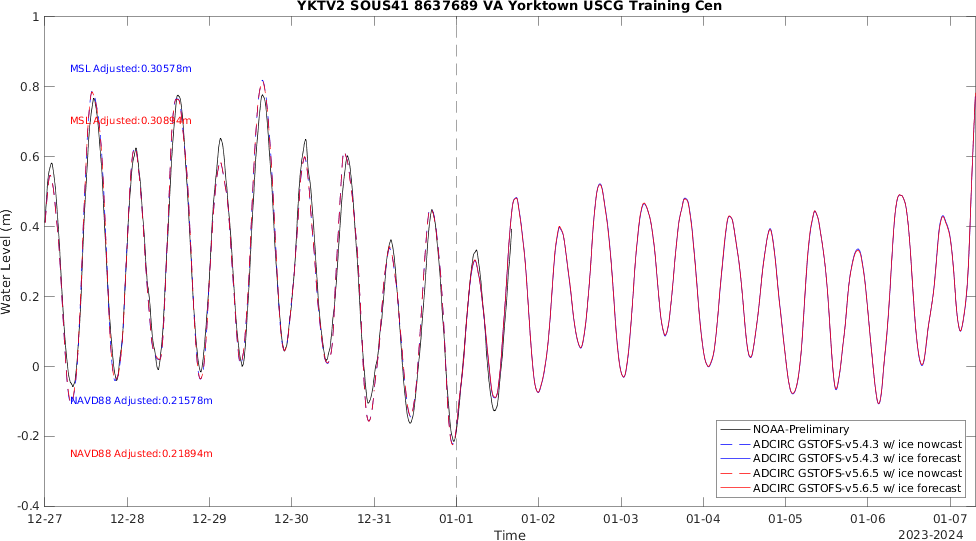 YKTV2 SOUS41 8637689 VA Yorktown USCG Training Cen
1
0.8
0.6
0.4
0.2
0
-0.2
-0.4
Water Level (m)
MSL Adjusted:0.30578m
MSL Adjusted:0.30894m
NAVD88 Adjusted:0.21578m
NAVD88 Adjusted:0.21894m
NOAA-Preliminary
ADCIRC GSTOFS-v5.4.3 w/ ice nowcast
ADCIRC GSTOFS-v5.4.3 w/ ice forecast
ADCIRC GSTOFS-v5.6.5 w/ ice nowcast
ADCIRC GSTOFS-v5.6.5 w/ ice forecast
12-27 12-28 12-29 12-30 12-31 01-01 01-02 01-03 01-04 01-05 01-06 01-07
Time
2023-2024